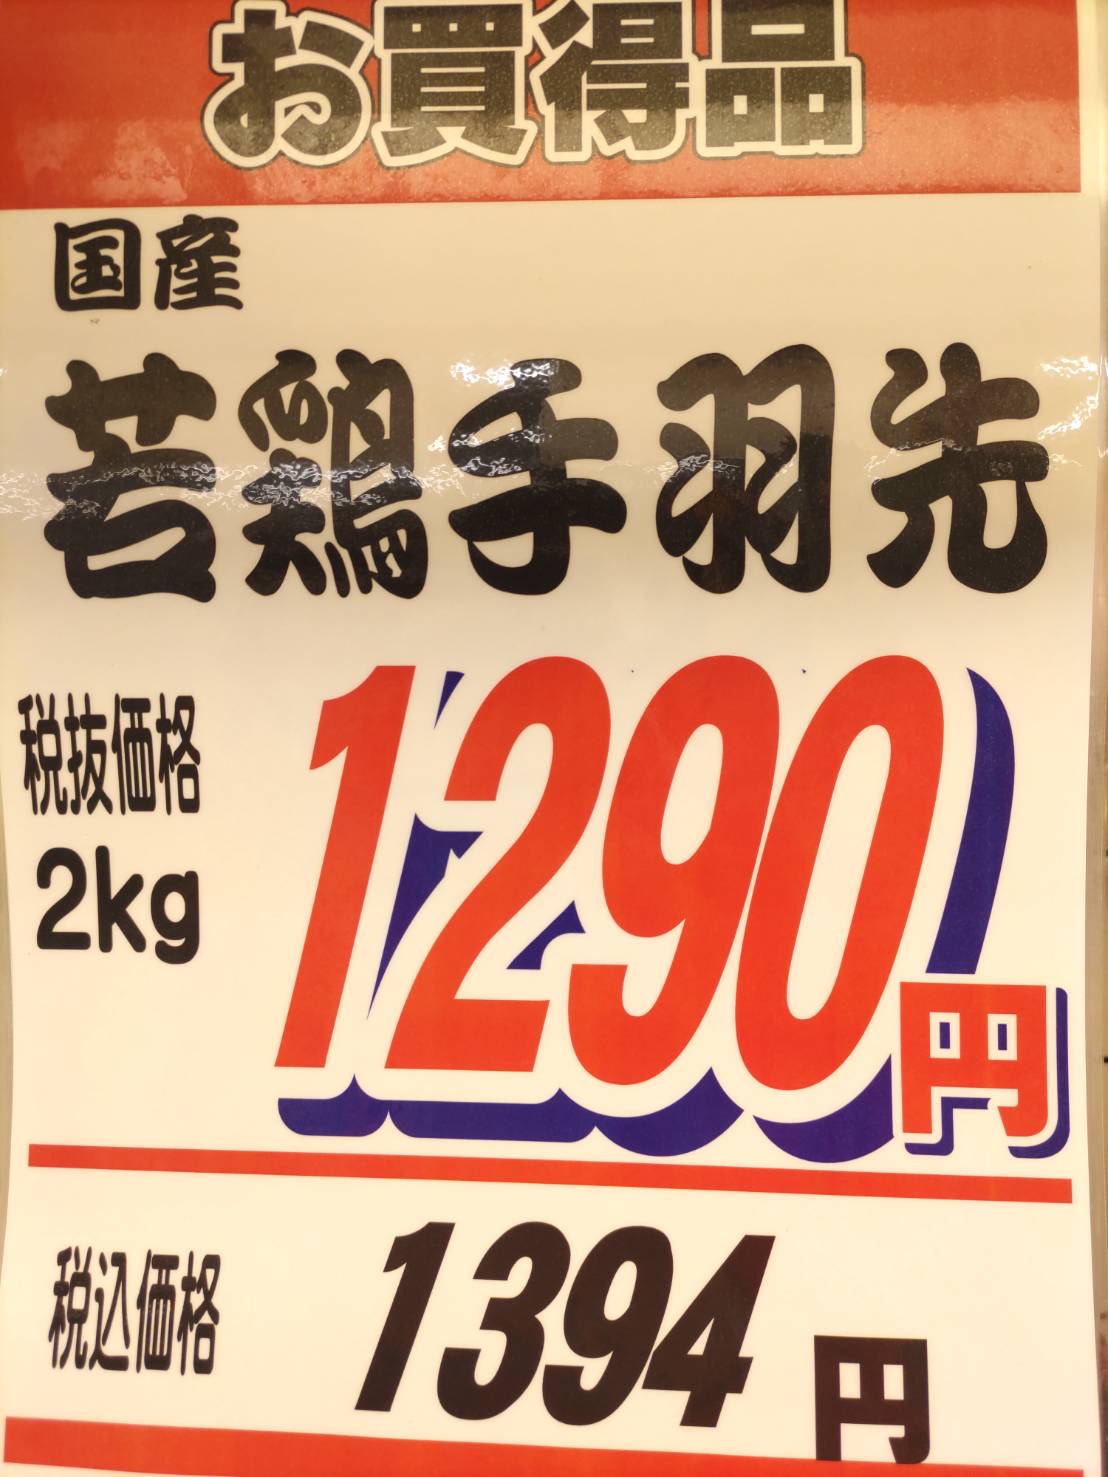 お買得品
国産
若鶏手羽先
税抜価格
2kg
1290円
税込価格
1394円